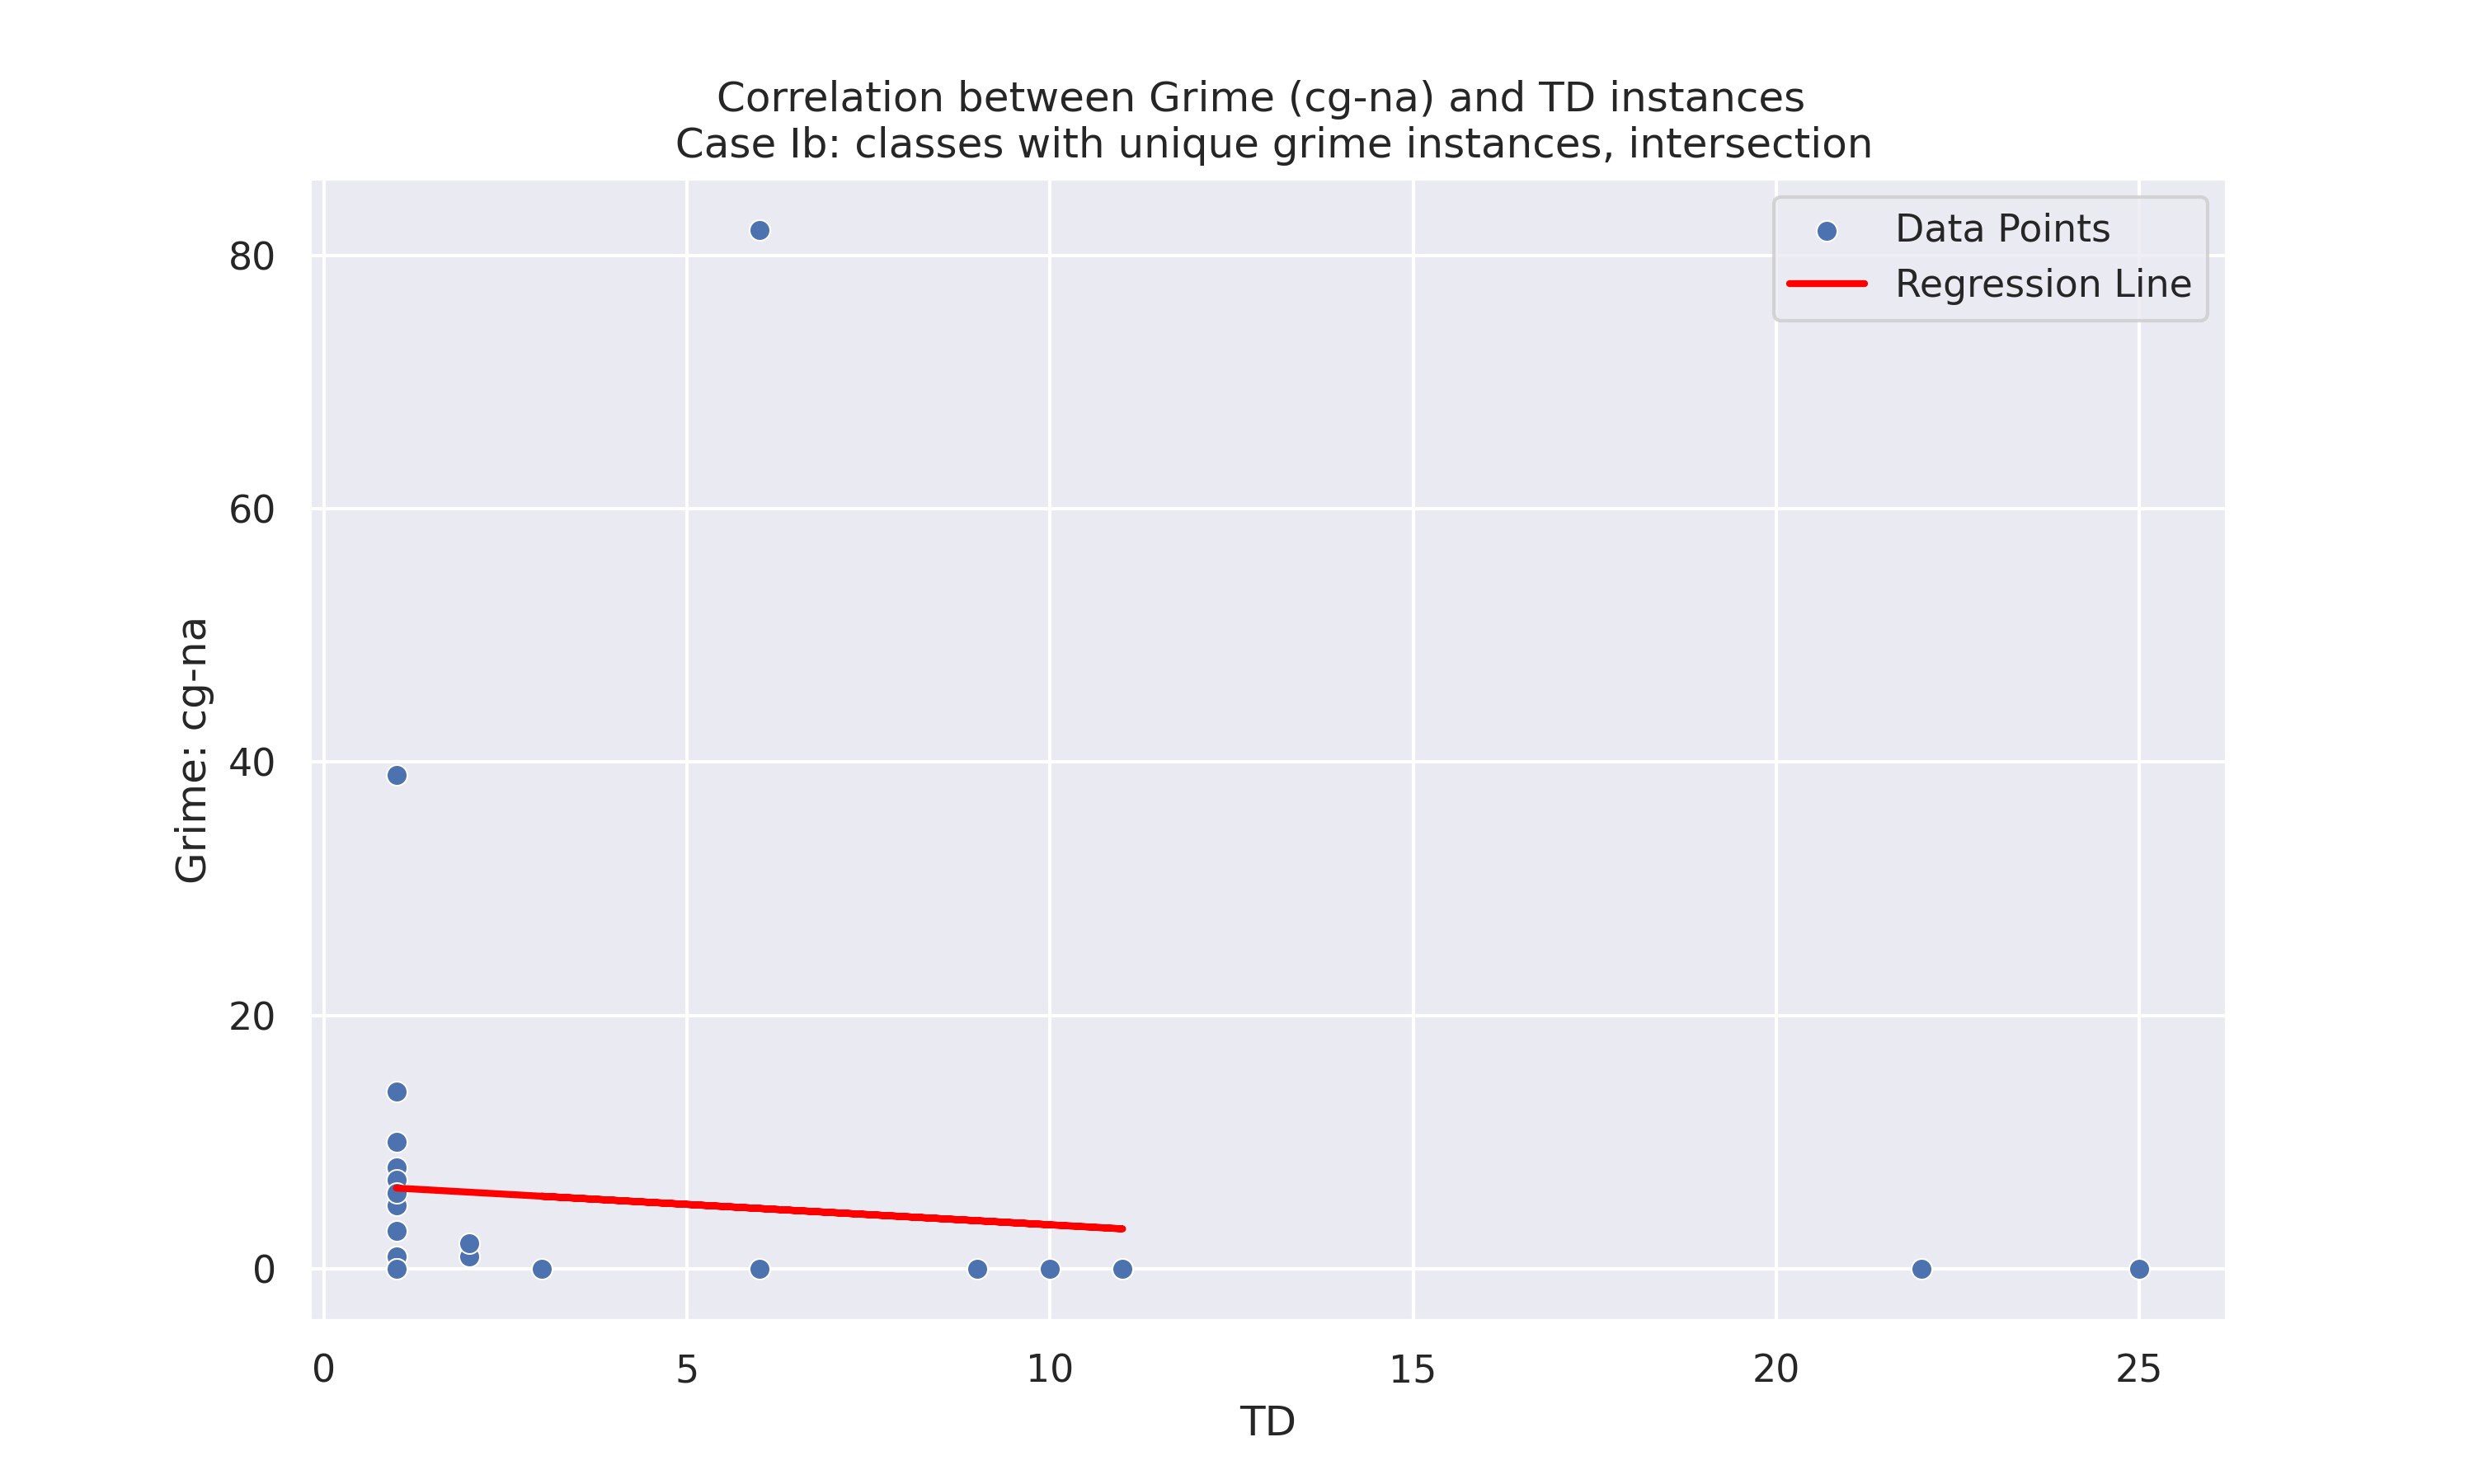 Correlation between Grime (cg-na) and TD instances
Case Ib: classes with unique grime instances, intersection
Data Points
Regression Line
80
60
40
20
0
Grime: cg-na
0 5 10 15 20 25
TD